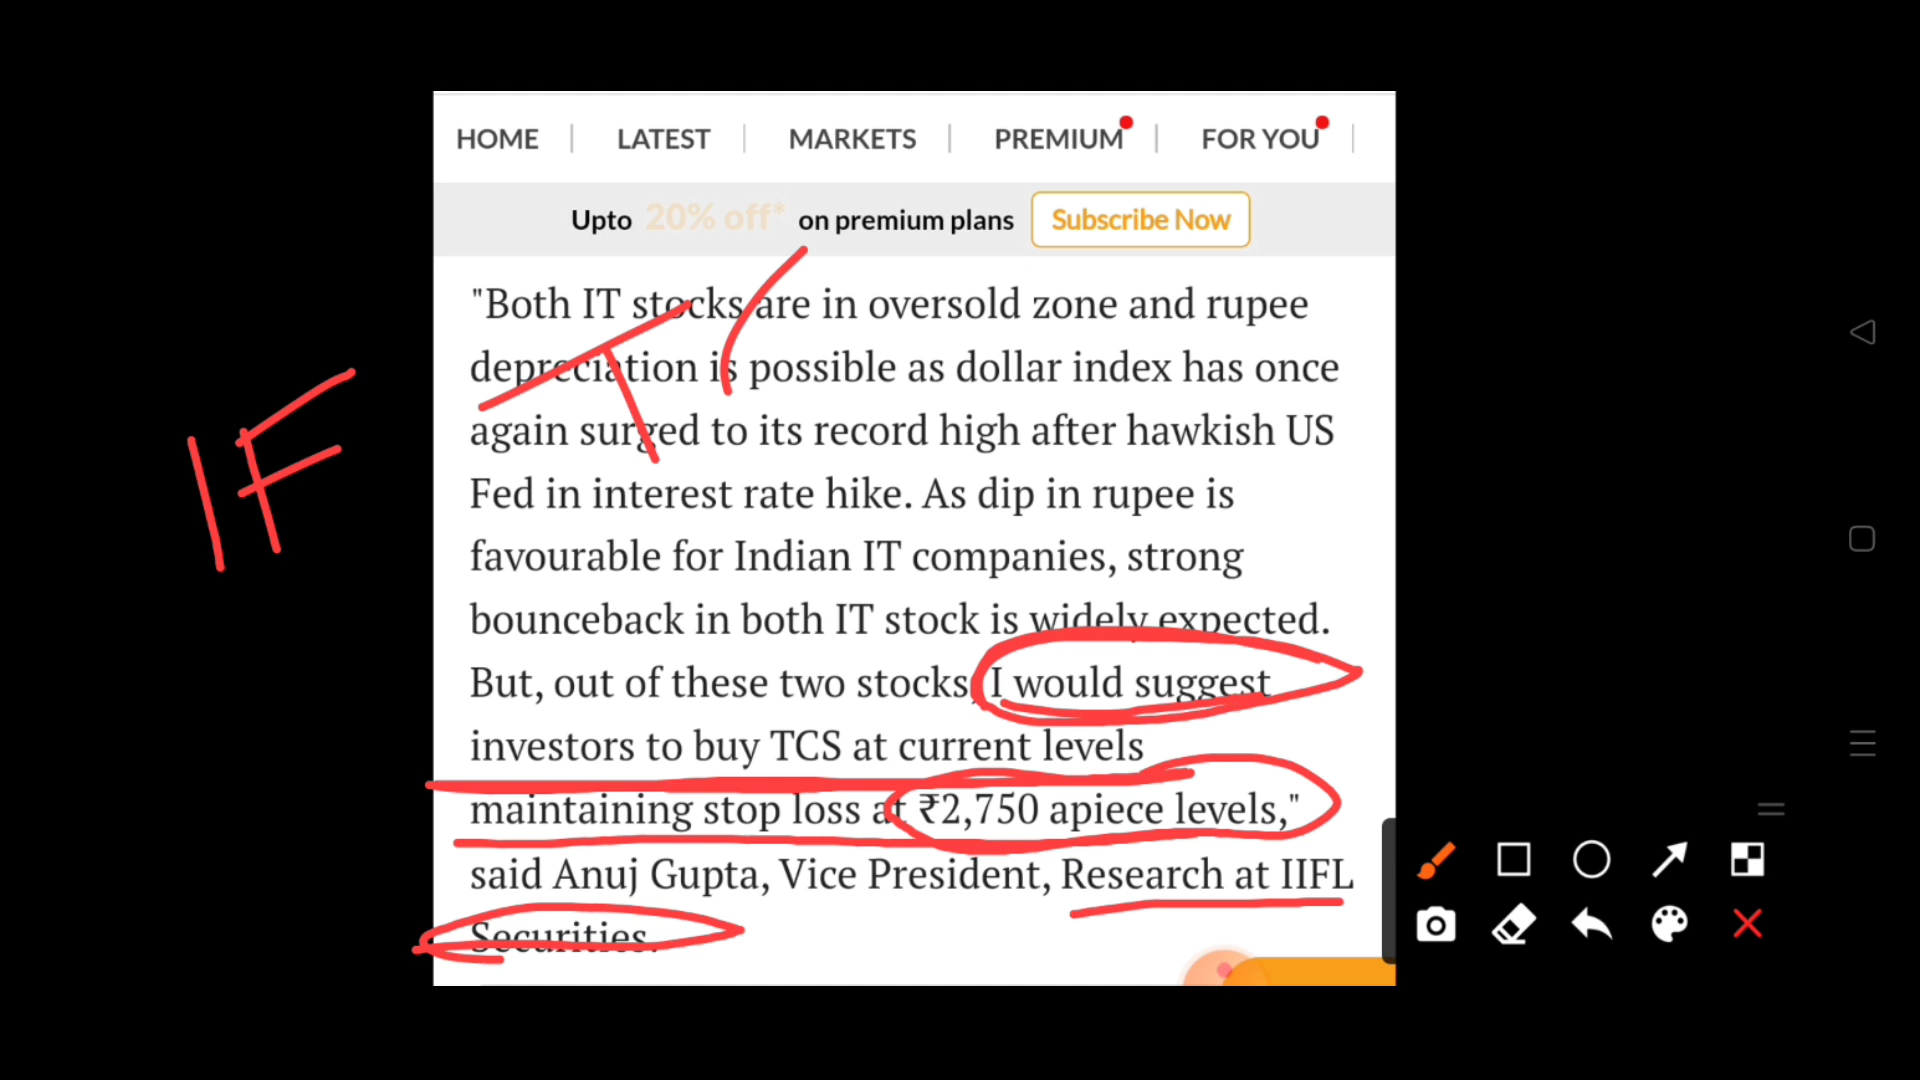 HOME | LATEST | MARKETS | PREMIUM | FOR YOU |
Upto 20% off* on premium plans Subscribe Now
"Both IT stocks are in oversold zone and rupee
depreciation is possible as dollar index has once
again surged to its record high after hawkish US
Fed in interest rate hike. As dip in rupee is
favourable for Indian IT companies, strong
bounceback in both IT stock is widely expected.
But, out of these two stocks, I would suggest
investors to buy TCS at current levels
maintaining stop loss at ₹2,750 apiece levels,"
said Anuj Gupta, Vice President, Research at IIFL
Securities.
IF
T